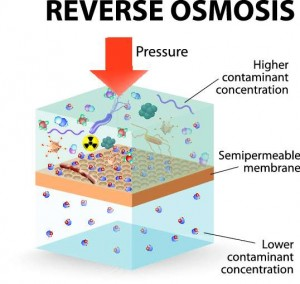 REVERSE OSMOSIS
Pressure
Higher
contaminant
concentration
Semipermeable
membrane
Lower
contaminant
concentration